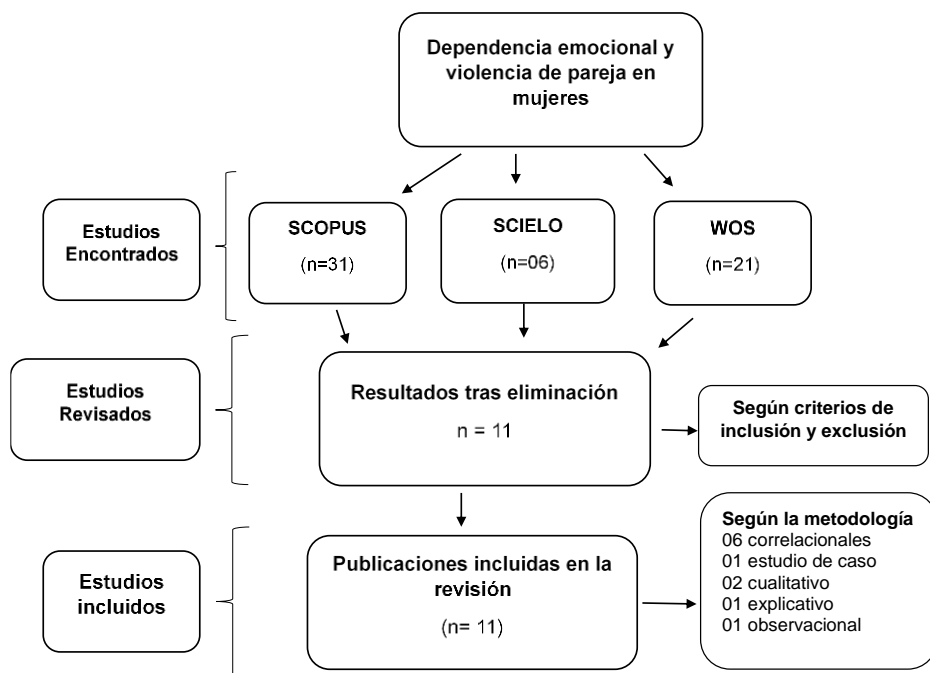 Dependencia emocional y
violencia de pareja en
mujeres
Estudios
Encontrados
SCOPUS
(n=31)
SCIELO
(n=06)
WOS
(n=21)
Estudios
Revisados
Resultados tras eliminación
n = 11
Según criterios de
inclusión y exclusión
Estudios
incluidos
Publicaciones incluidas en la
revisión
(n= 11)
Según la metodología
06 correlacionales
01 estudio de caso
02 cualitativo
01 explicativo
01 observacional